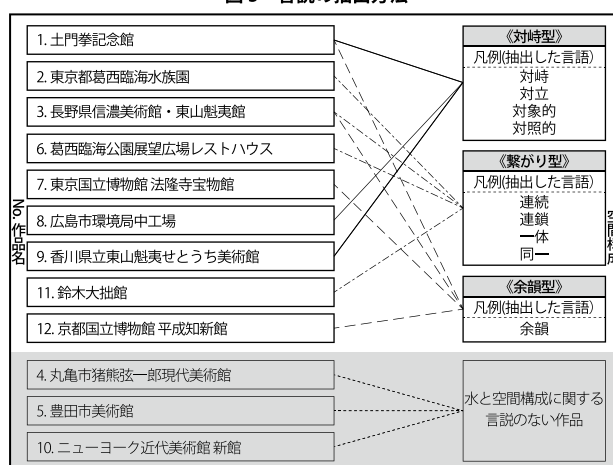 1. 土門拳記念館
2. 東京都葛西臨海水族園
3. 長野県信濃美術館・東山魁夷館
6. 葛西臨海公園展望広場レストハウス
7. 東京国立博物館 法隆寺宝物館
8. 広島市環境局中工場
9. 香川県立東山魁夷せとうち美術館
11. 鈴木大拙館
12. 京都国立博物館 平成知新館
4. 丸亀市猪熊弦一郎現代美術館
5. 豊田市美術館
10. ニューヨーク近代美術館 新館
No. 作品名
《対峙型》
凡例(抽出した言語)
対峙
対立
対象的
対照的
《繋がり型》
凡例(抽出した言語)
連続
連鎖
一体
同一
《余韻型》
凡例(抽出した言語)
余韻
水と空間構成に関する
言説のない作品